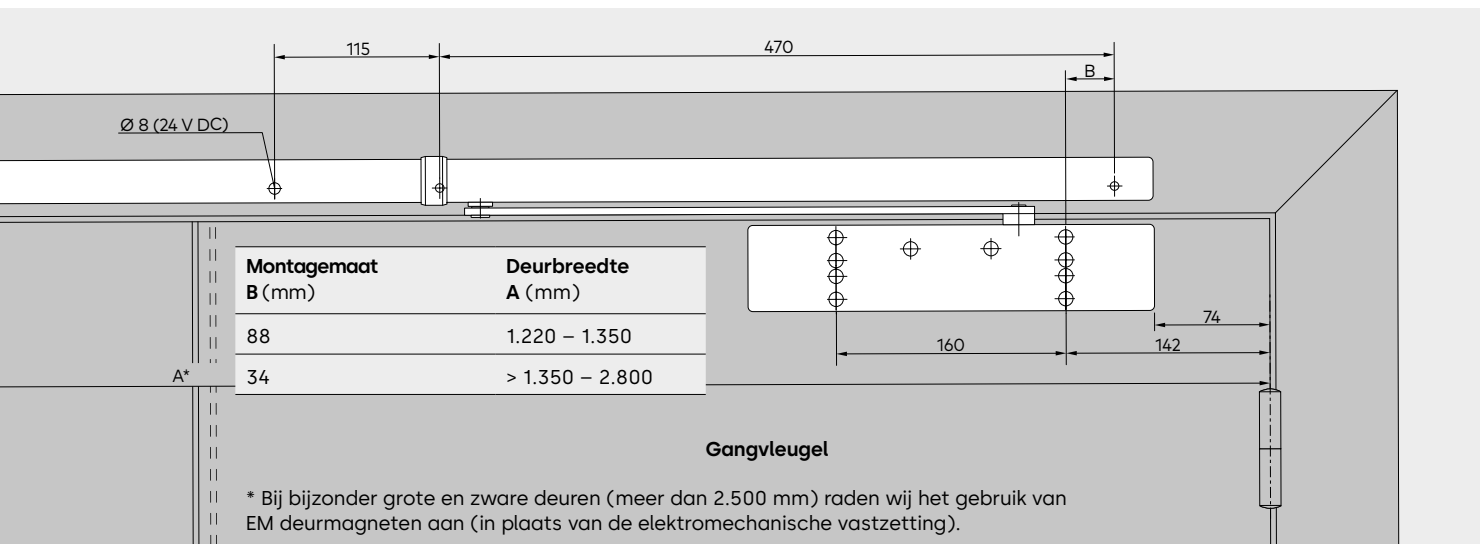 115
470
B
Ø 8 (24 V DC)
Montagemaat
B (mm)
Deurbreedte
A (mm)
88
1.220 – 1.350
34
> 1.350 – 2.800
74
160
142
A*
Gangvleugel
* Bij bijzonder grote en zware deuren (meer dan 2.500 mm) raden wij het gebruik van
EM deurmagneten aan (in plaats van de elektromechanische vastzetting).